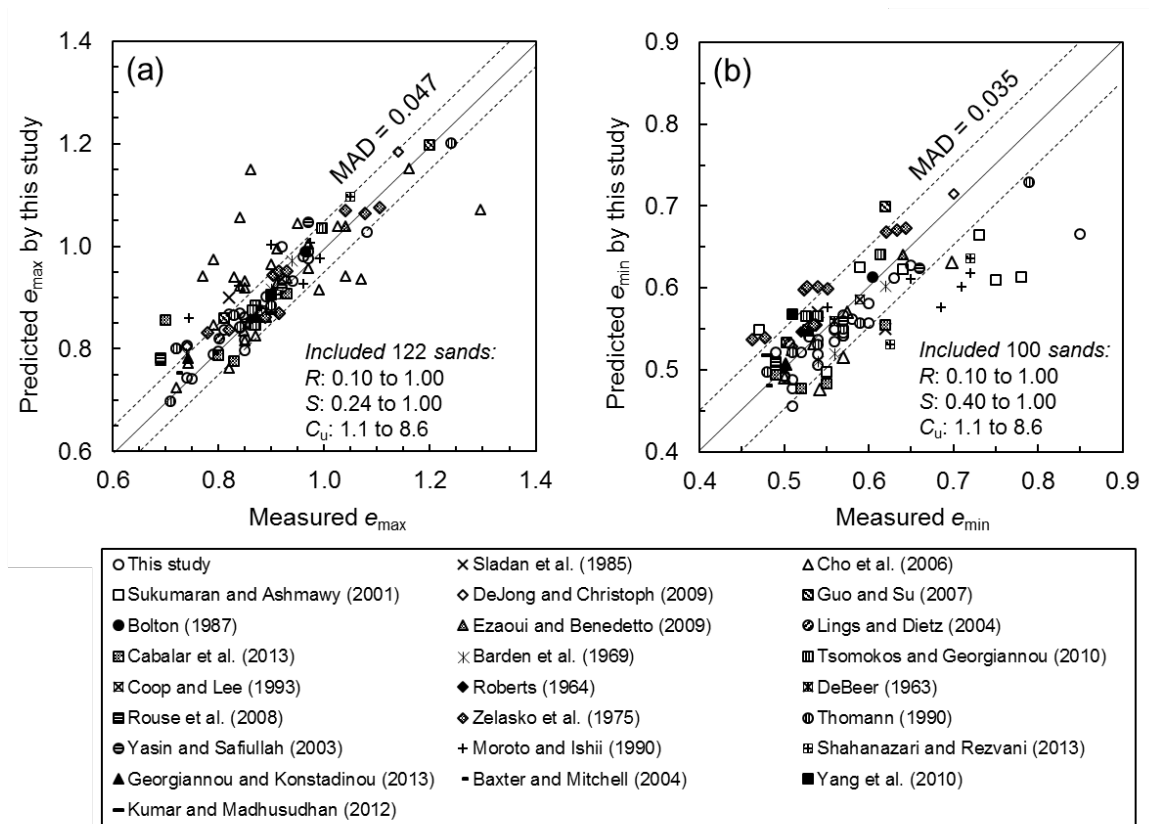 (a)
MAD = 0.047
Included 122 sands:
R: 0.10 to 1.00
S: 0.24 to 1.00
Cu: 1.1 to 8.6
Predicted emax by this study
1.4
1.2
1.0
0.8
0.6
0.6 0.8 1.0 1.2 1.4
Measured emax
(b)
MAD = 0.035
Included 100 sands:
R: 0.10 to 1.00
S: 0.40 to 1.00
Cu: 1.1 to 8.6
Predicted emin by this study
0.9
0.8
0.7
0.6
0.5
0.4
0.4 0.5 0.6 0.7 0.8 0.9
Measured emin
This study
Sladan et al. (1985)
Cho et al. (2006)
Sukumaran and Ashmawy (2001)
DeJong and Christoph (2009)
Guo and Su (2007)
Bolton (1987)
Ezaoui and Benedetto (2009)
Lings and Dietz (2004)
Cabalar et al. (2013)
Barden et al. (1969)
Tsomokos and Georgiannou (2010)
Coop and Lee (1993)
Roberts (1964)
DeBeer (1963)
Rouse et al. (2008)
Zelasko et al. (1975)
Thomann (1990)
Yasin and Safiullah (2003)
Moroto and Ishii (1990)
Shahanazari and Rezvani (2013)
Georgiannou and Konstadinou (2013)
Baxter and Mitchell (2004)
Yang et al. (2010)
Kumar and Madhusudhan (2012)